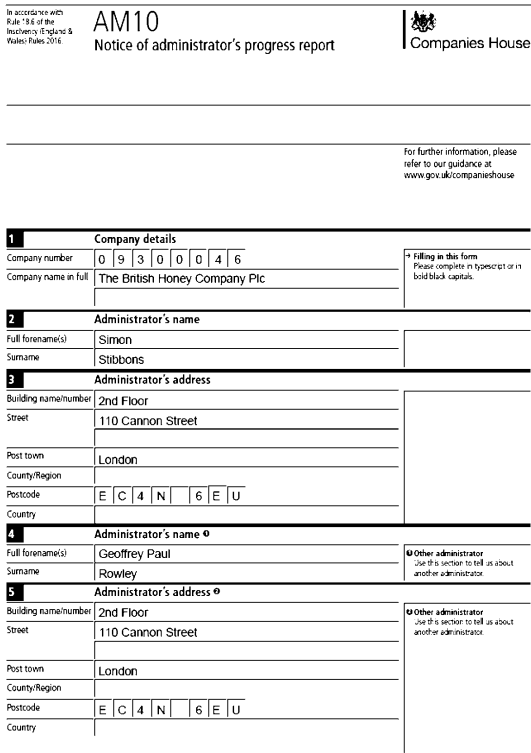 In accordance with
Rule 18.6 of the
Insolvency (England &
Wales) Rules 2016.
AM10
Notice of administrator's progress report
Companies House
For further information, please
refer to our guidance at
www.gov.uk/companieshouse
1 Company details
Company number 0 9 3 0 0 0 4 6
→ Filling in this form
Please complete in typescript or in
bold black capitals.
Company name in full The British Honey Company Plc
2 Administrator's name
Full forename(s) Simon
Surname Stibbons
3 Administrator's address
Building name/number 2nd Floor
Street 110 Cannon Street
Post town London
County/Region
Postcode E C 4 N 6 E U
Country
4 Administrator's name ❶
Full forename(s) Geoffrey Paul
❶ Other administrator
Use this section to tell us about
another administrator.
Surname Rowley
5 Administrator's address ❷
Building name/number 2nd Floor
❷ Other administrator
Use this section to tell us about
another administrator.
Street 110 Cannon Street
Post town London
County/Region
Postcode E C 4 N 6 E U
Country